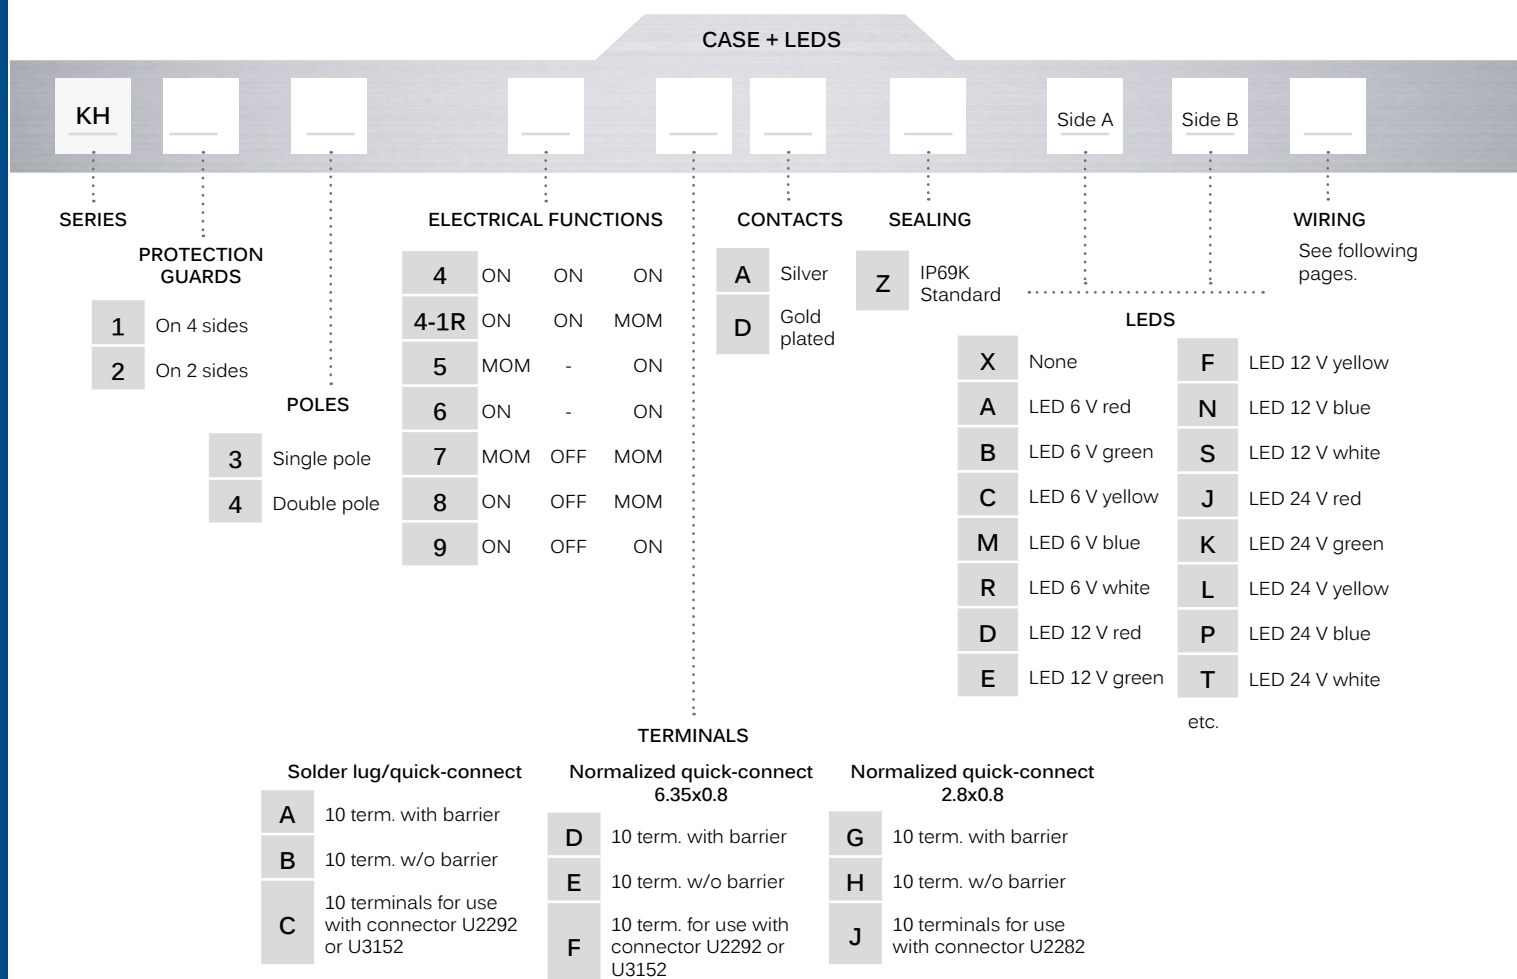 CASE + LEDS
KH
Side A
Side B
SERIES
PROTECTION
GUARDS
1 On 4 sides
2 On 2 sides
POLES
3 Single pole
4 Double pole
ELECTRICAL FUNCTIONS
4 ON ON ON
4-1R ON ON MOM
5 MOM - ON
6 ON - ON
7 MOM OFF MOM
8 ON OFF MOM
9 ON OFF ON
CONTACTS
A Silver
D Gold
plated
SEALING
Z IP69K
Standard
WIRING
See following
pages.
LEDS
X None
A LED 6 V red
B LED 6 V green
C LED 6 V yellow
M LED 6 V blue
R LED 6 V white
D LED 12 V red
E LED 12 V green
F LED 12 V yellow
N LED 12 V blue
S LED 12 V white
J LED 24 V red
K LED 24 V green
L LED 24 V yellow
P LED 24 V blue
T LED 24 V white
etc.
TERMINALS
Solder lug/quick-connect
A 10 term. with barrier
B 10 term. w/o barrier
C 10 terminals for use
with connector U2292
or U3152
Normalized quick-connect
6.35x0.8
D 10 term. with barrier
E 10 term. w/o barrier
F 10 term. for use with
connector U2292 or
U3152
Normalized quick-connect
2.8x0.8
G 10 term. with barrier
H 10 term. w/o barrier
J 10 terminals for use
with connector U2282